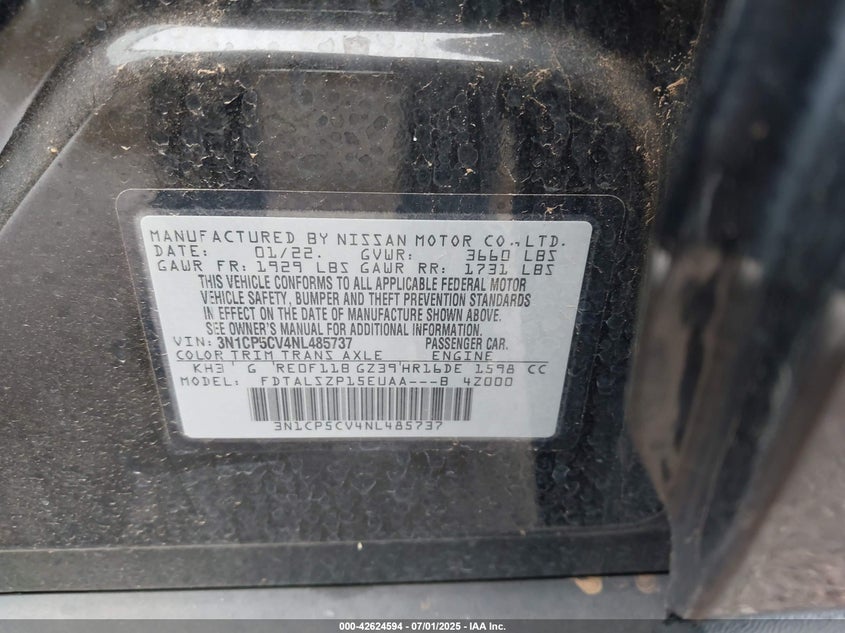 MANUFACTURED BY NISSAN MOTOR CO., LTD.
DATE: 01/22. GVWR: 3660 LBS
GAWR FR: 1929 LBS GAWR RR: 1731 LBS
THIS VEHICLE CONFORMS TO ALL APPLICABLE FEDERAL MOTOR
VEHICLE SAFETY, BUMPER AND THEFT PREVENTION STANDARDS
IN EFFECT ON THE DATE OF MANUFACTURE SHOWN ABOVE.
SEE OWNER'S MANUAL FOR ADDITIONAL INFORMATION.
VIN: 3N1CP5CV4NL485737 PASSENGER CAR.
COLOR TRIM TRANS AXLE ENGINE
KH3 G RE0F11B GZ39 HR16DE 1598 CC
MODEL: FDTALSZP15EUAA---B 4Z000
3N1CP5CV4NL485737
000-42624594 - 07/01/2025 - IAA Inc.